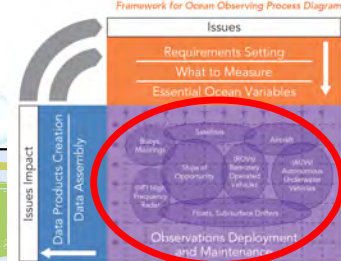 Framework for Ocean Observing Process Diagram
Issues
Requirements Setting
What to Measure
Essential Ocean Variables
Issues Impact
Data Products Creation
Data Assembly
Satellites
Aircraft
Buoys,
Moorings
Ships of
Opportunity
(ROVs)
Remotely
Operated
Vehicles
(AUVs)
Autonomous
Underwater
Vehicles
(HF) High
Frequency
Radar
Floats, Sub-surface Drifters
Observations Deployment
and Maintenance